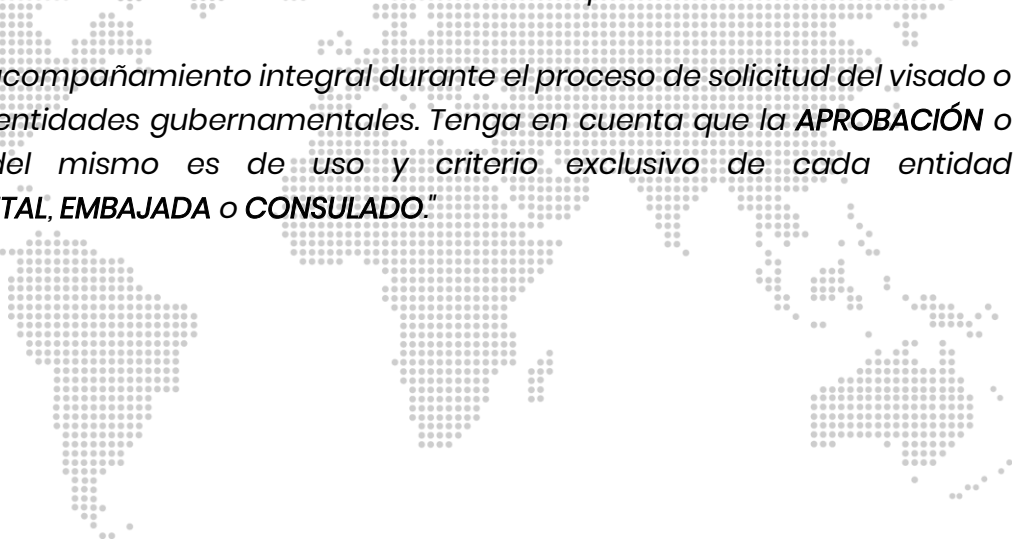 acompañamiento integral durante el proceso de solicitud del visado o
entidades gubernamentales. Tenga en cuenta que la APROBACIÓN o
del mismo es de uso y criterio exclusivo de cada entidad
TAL, EMBAJADA o CONSULADO."